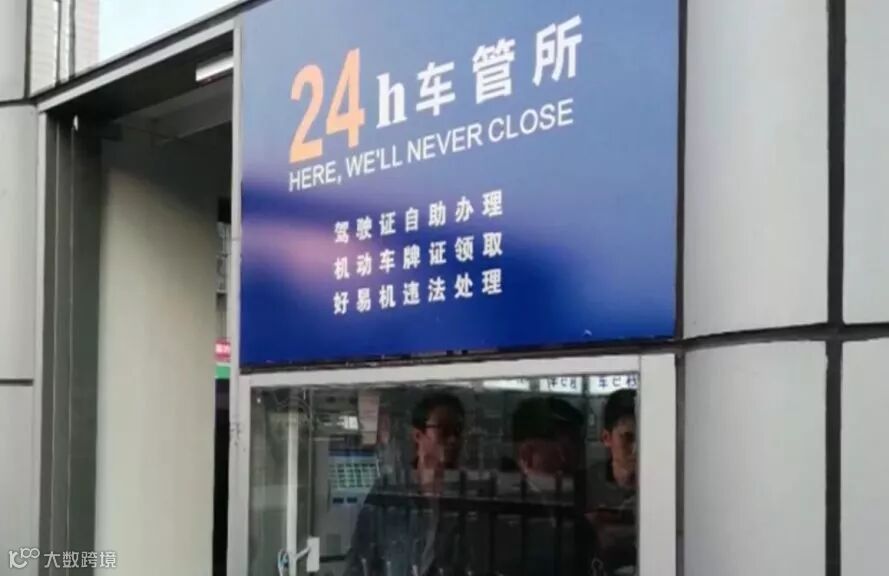 24h车管所
HERE, WE'LL NEVER CLOSE
驾驶证自助办理
机动车牌证领取
好易机违法处理
大数跨境